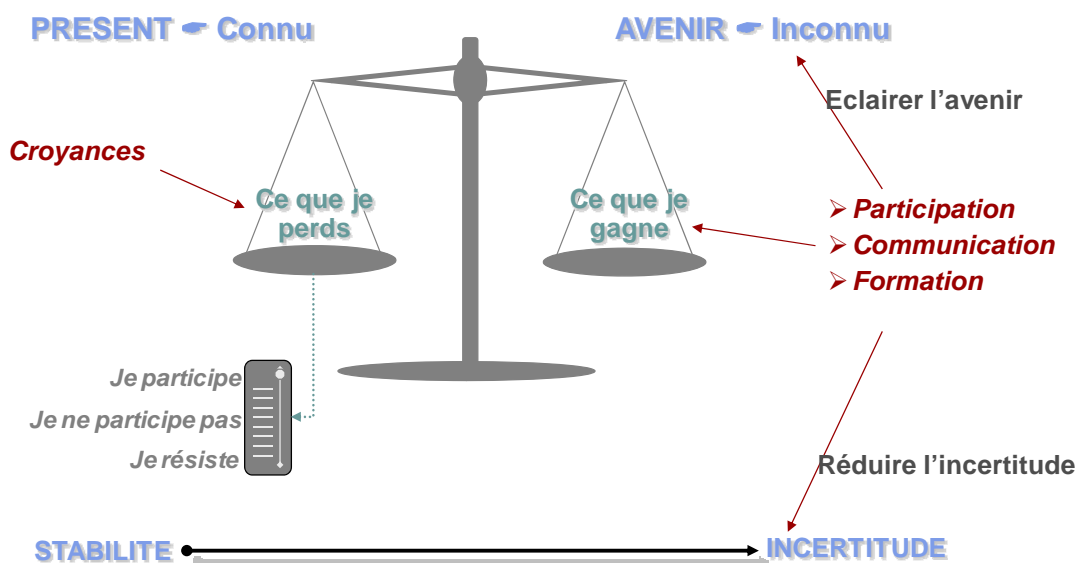 PRESENT ☛ Connu
AVENIR ☛ Inconnu
Eclairer l’avenir
Croyances
Ce que je
perds
Ce que je
gagne
➢ Participation
➢ Communication
➢ Formation
Je participe
Je ne participe pas
Je résiste
Réduire l’incertitude
STABILITE
INCERTITUDE